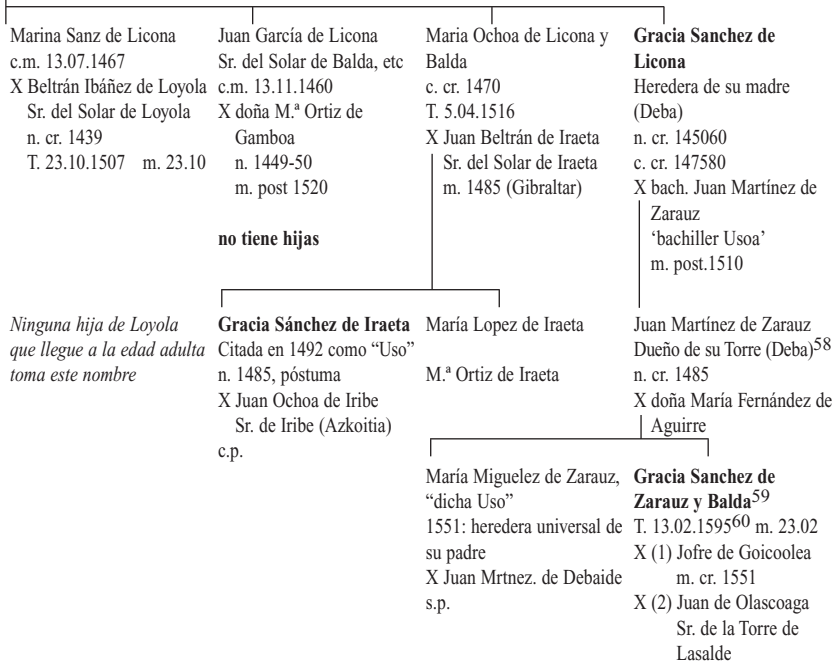 Marina Sanz de Licona
c.m. 13.07.1467
X Beltrán Ibáñez de Loyola
Sr. del Solar de Loyola
n. cr. 1439
T. 23.10.1507 m. 23.10
Juan García de Licona
Sr. del Solar de Balda, etc
c.m. 13.11.1460
X doña M.ª Ortiz de
Gamboa
n. 1449-50
m. post 1520
no tiene hijas
Maria Ochoa de Licona y
Balda
c. cr. 1470
T. 5.04.1516
X Juan Beltrán de Iraeta
Sr. del Solar de Iraeta
m. 1485 (Gibraltar)
Gracia Sanchez de
Licona
Heredera de su madre
(Deba)
n. cr. 145060
c. cr. 147580
X bach. Juan Martínez de
Zarauz
‘bachiller Usoa’
m. post.1510
Ninguna hija de Loyola
que llegue a la edad adulta
toma este nombre
Gracia Sánchez de Iraeta
Citada en 1492 como “Uso”
n. 1485, póstuma
X Juan Ochoa de Iribe
Sr. de Iribe (Azkoitia)
c.p.
María Lopez de Iraeta
M.ª Ortiz de Iraeta
Juan Martínez de Zarauz
Dueño de su Torre (Deba)58
n. cr. 1485
X doña María Fernández de
Aguirre
María Miguelez de Zarauz,
“dicha Uso”
1551: heredera universal de
su padre
X Juan Mrtnez. de Debaide
s.p.
Gracia Sanchez de
Zarauz y Balda59
T. 13.02.159560 m. 23.02
X (1) Jofre de Goicoolea
m. cr. 1551
X (2) Juan de Olascoaga
Sr. de la Torre de
Lasalde